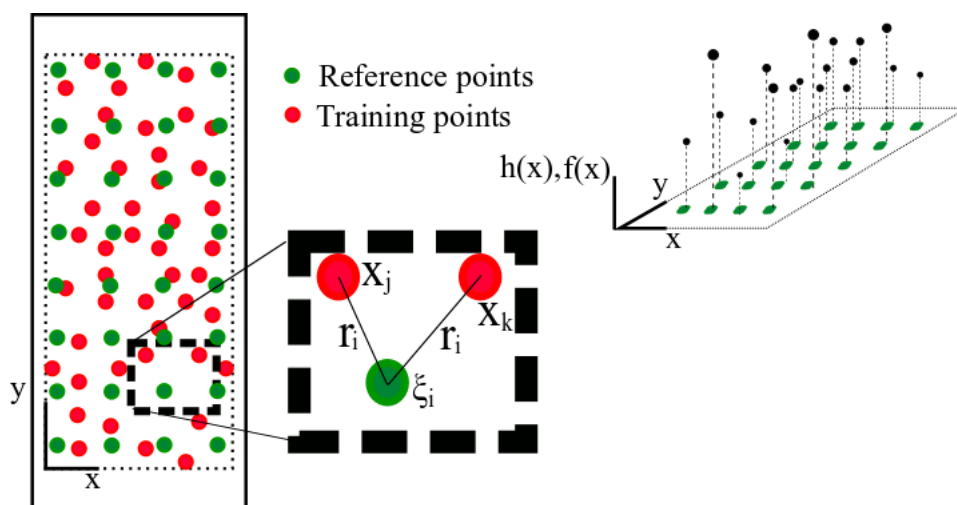 Reference points
Training points
y
x
X_j
X_k
r_i
r_i
ξ_i
h(x),f(x)
y
x